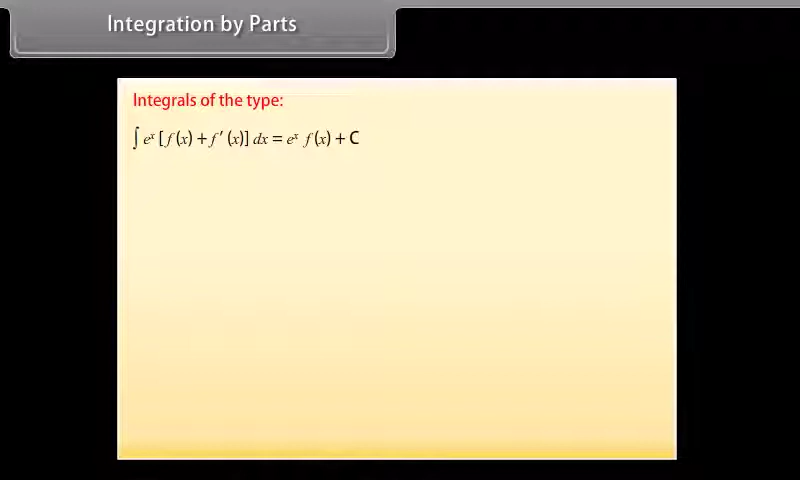 Integration by Parts
Integrals of the type:
∫ eˣ [f (x) + f ′ (x)] dx = eˣ f (x) + C